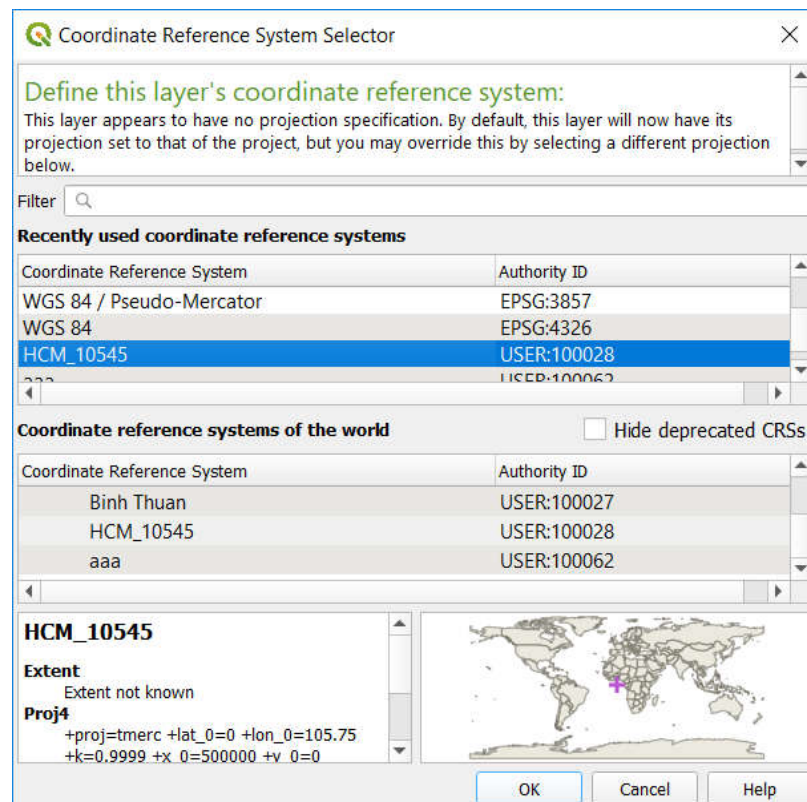 Coordinate Reference System Selector
Define this layer's coordinate reference system:
This layer appears to have no projection specification. By default, this layer will now have its
projection set to that of the project, but you may override this by selecting a different projection
below.
Filter
Recently used coordinate reference systems
Coordinate Reference System Authority ID
WGS 84 / Pseudo-Mercator EPSG:3857
WGS 84 EPSG:4326
HCM_10545 USER:100028
aaa USER:100062
Coordinate reference systems of the world Hide deprecated CRSs
Coordinate Reference System Authority ID
Binh Thuan USER:100027
HCM_10545 USER:100028
aaa USER:100062
HCM_10545
Extent
Extent not known
Proj4
+proj=tmerc +lat_0=0 +lon_0=105.75
+k=0.9999 +x_0=500000 +y_0=0
OK Cancel Help